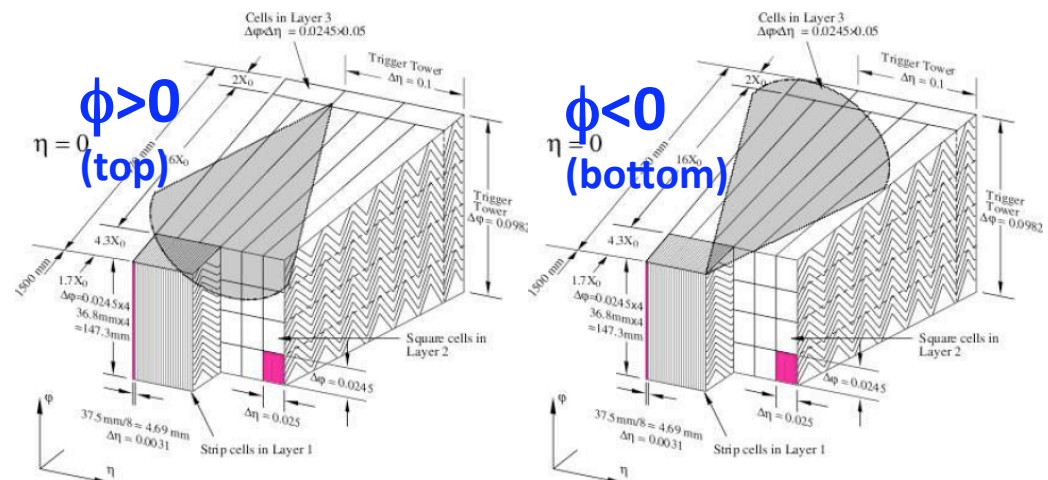 Cells in Layer 3
Δφ×Δη = 0.0245×0.05
Trigger
Tower
Δη = 0.1
2X₀
ϕ>0
(top)
η = 0
16X₀
4.3X₀
1500 mm
1.7X₀
Δφ=0.0245x4
36.8mmx4
=147.3mm
Trigger
Tower
Δφ = 0.0982
Square cells in
Layer 2
Δφ=0.0245
Δη = 0.025
37.5mm/8 = 4.69 mm
Δη = 0.0031
Strip cells in Layer 1
φ
η
Cells in Layer 3
Δφ×Δη = 0.0245×0.05
Trigger
Tower
Δη = 0.1
2X₀
ϕ<0
(bottom)
η = 0
16X₀
4.3X₀
1500 mm
1.7X₀
Δφ=0.0245x4
36.8mmx4
=147.3mm
Trigger
Tower
Δφ = 0.0982
Square cells in
Layer 2
Δφ=0.0245
Δη = 0.025
37.5mm/8 = 4.69 mm
Δη = 0.0031
Strip cells in Layer 1
φ
η